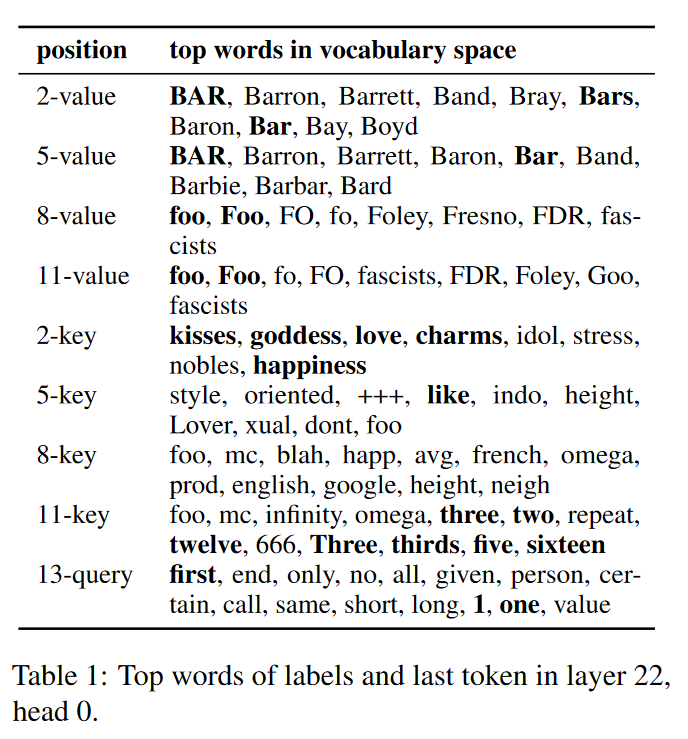 position top words in vocabulary space
2-value BAR, Barron, Barrett, Band, Bray, Bars,
Baron, Bar, Bay, Boyd
5-value BAR, Barron, Barrett, Baron, Bar, Band,
Barbie, Barbar, Bard
8-value foo, Foo, FO, fo, Foley, Fresno, FDR, fas-
cists
11-value foo, Foo, fo, FO, fascists, FDR, Foley, Goo,
fascists
2-key kisses, goddess, love, charms, idol, stress,
nobles, happiness
5-key style, oriented, +++, like, indo, height,
Lover, xual, dont, foo
8-key foo, mc, blah, happ, avg, french, omega,
prod, english, google, height, neigh
11-key foo, mc, infinity, omega, three, two, repeat,
twelve, 666, Three, thirds, five, sixteen
13-query first, end, only, no, all, given, person, cer-
tain, call, same, short, long, 1, one, value
Table 1: Top words of labels and last token in layer 22,
head 0.